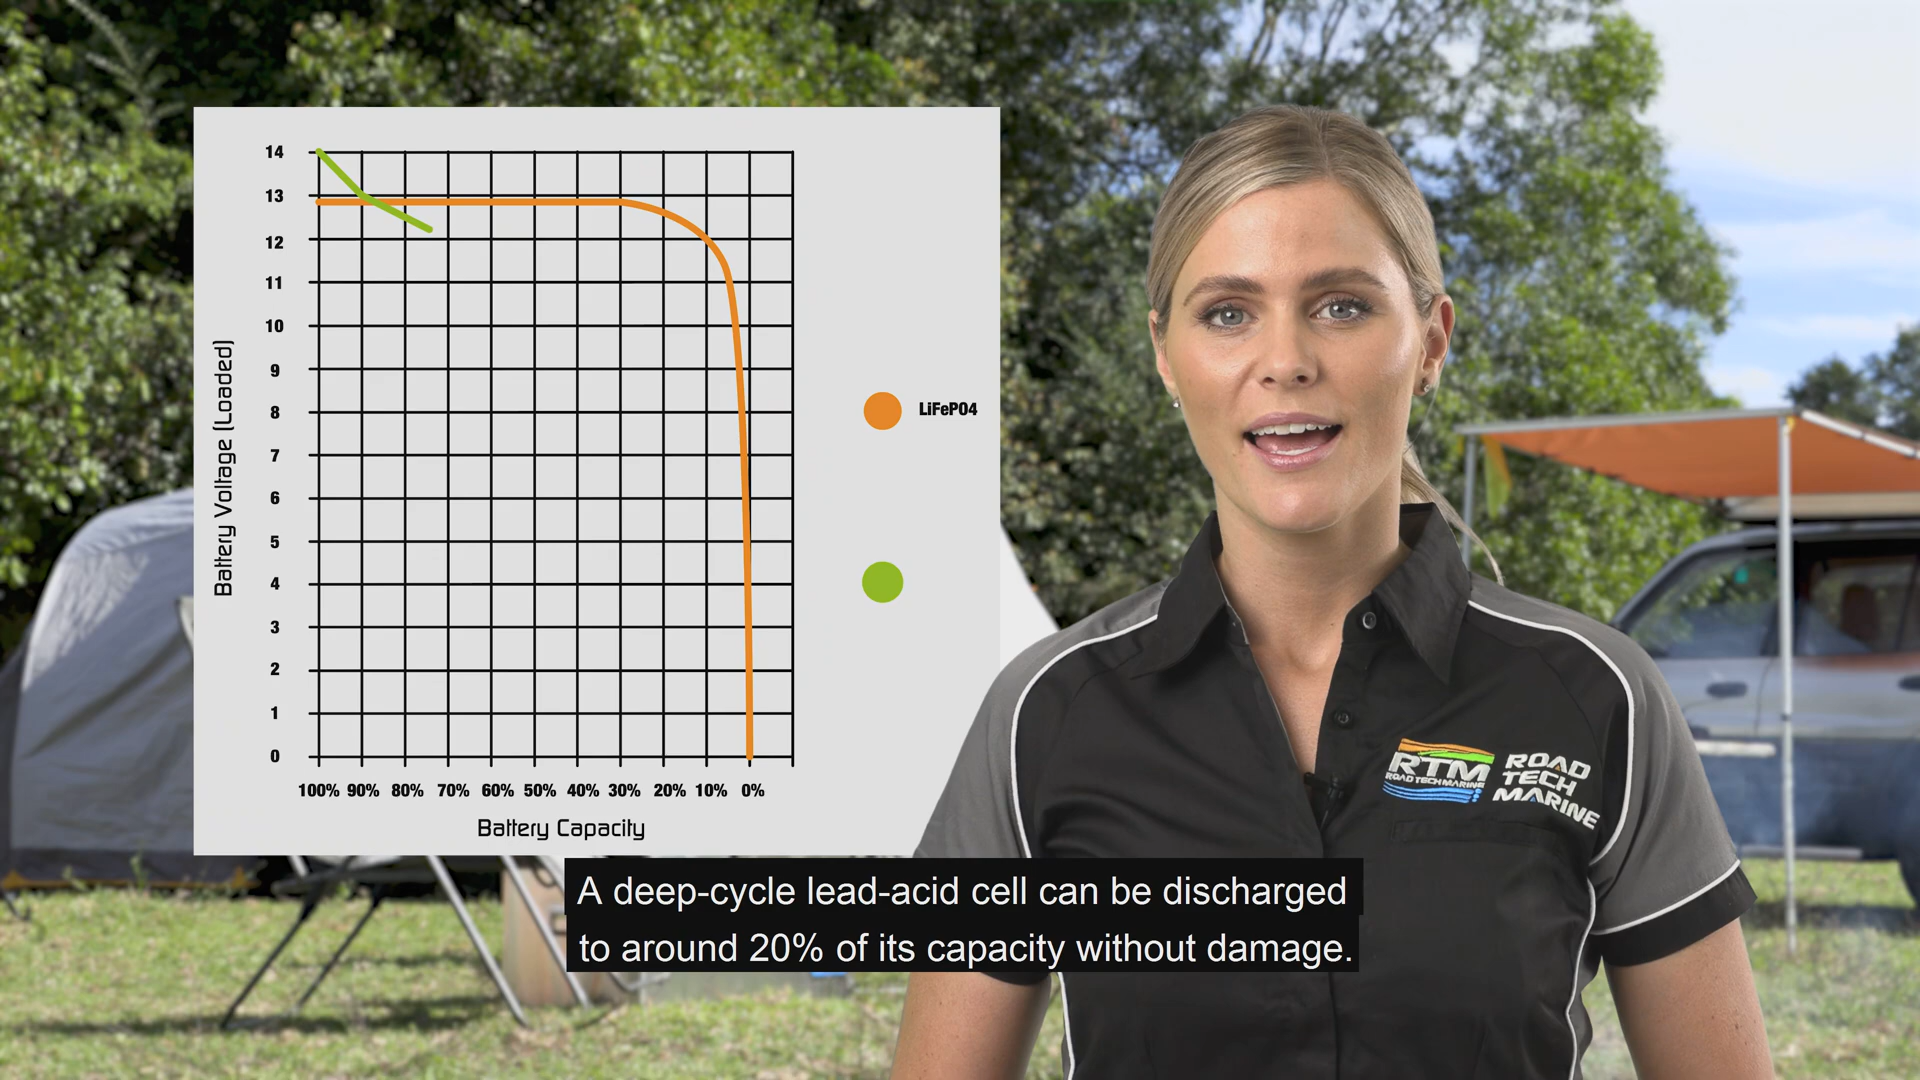 14
13
12
11
10
9
8
7
6
5
4
3
2
1
0
Battery Voltage (Loaded)
100% 90% 80% 70% 60% 50% 40% 30% 20% 10% 0%
Battery Capacity
LiFePO4
RTM
ROAD TECH MARINE
ROAD
TECH
MARINE
A deep-cycle lead-acid cell can be discharged
to around 20% of its capacity without damage.